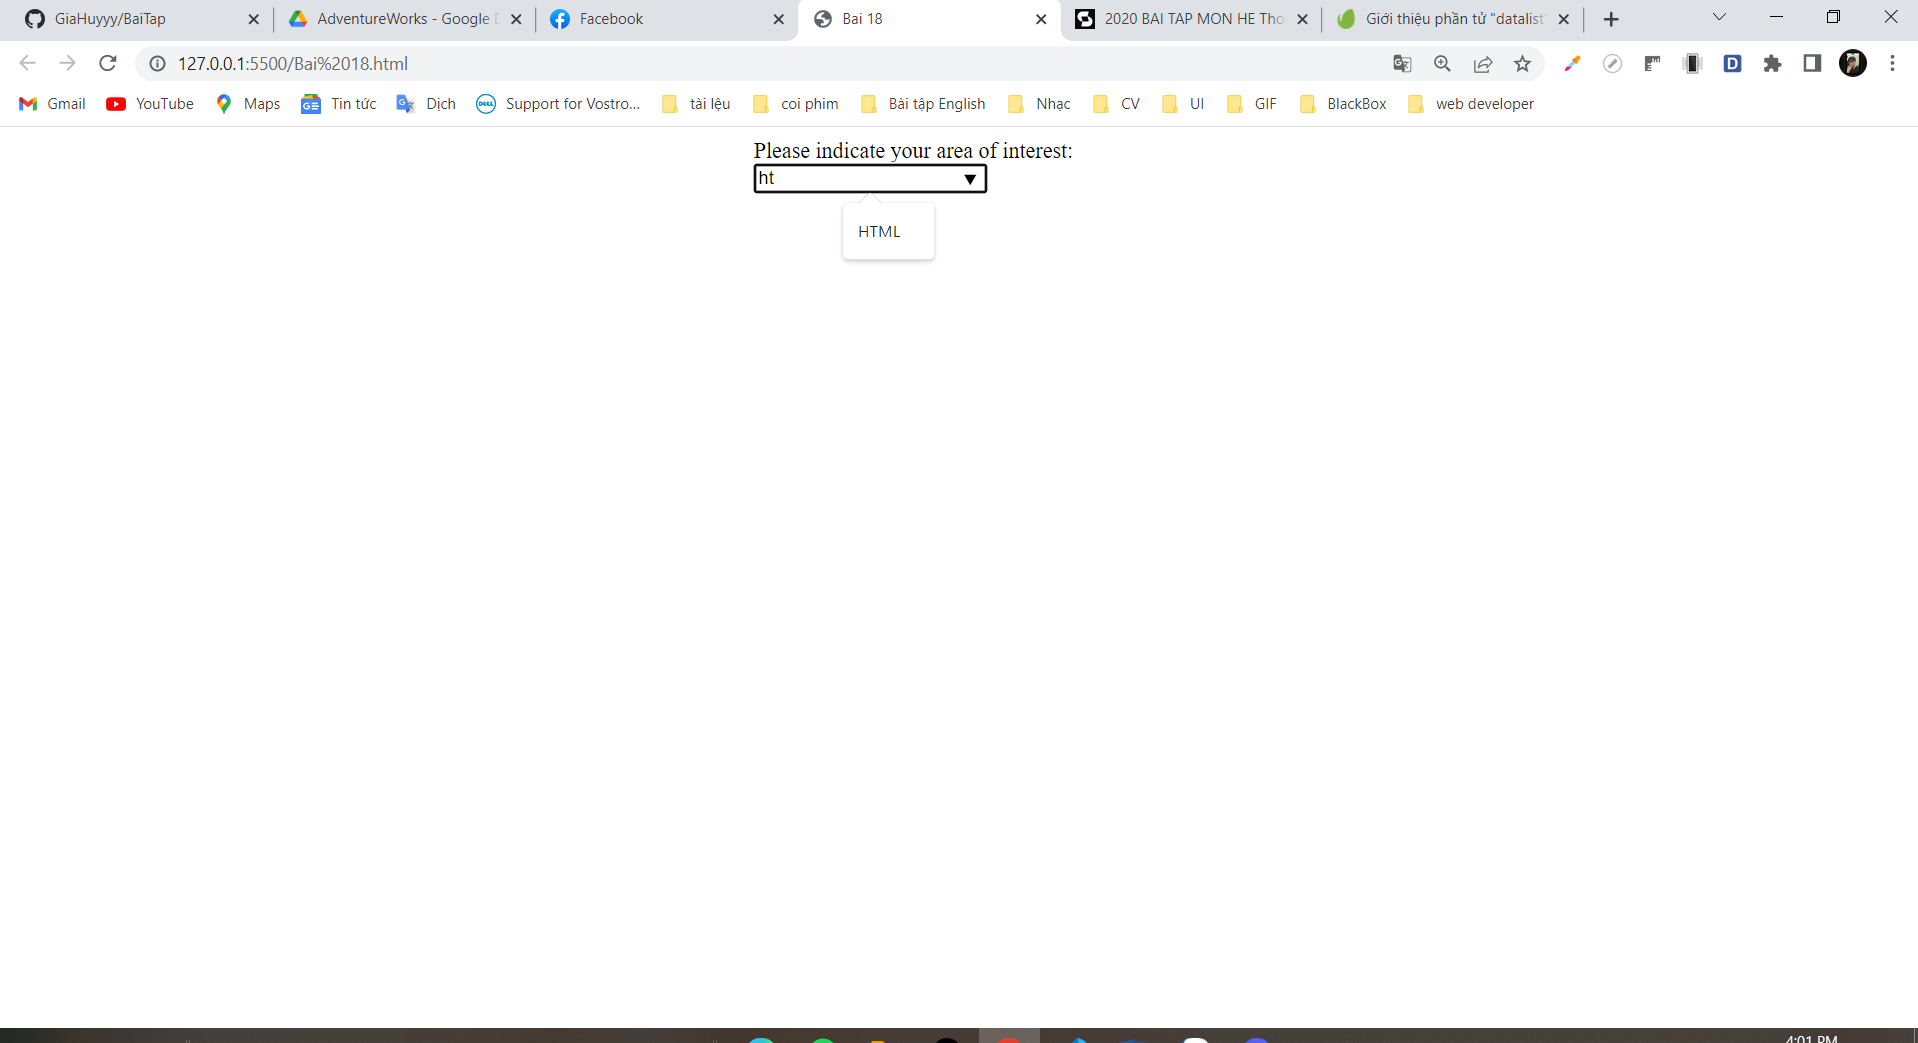 GiaHuyyy/BaiTap
AdventureWorks - Google
Facebook
Bai 18
2020 BAI TAP MON HE Tho
Giới thiệu phần tử "datalist"
127.0.0.1:5500/Bai%2018.html
Gmail
YouTube
Maps
Tin tức
Dịch
Support for Vostro...
tài lệu
coi phim
Bài tập English
Nhạc
CV
UI
GIF
BlackBox
web developer
Please indicate your area of interest:
ht
HTML
4:01 PM